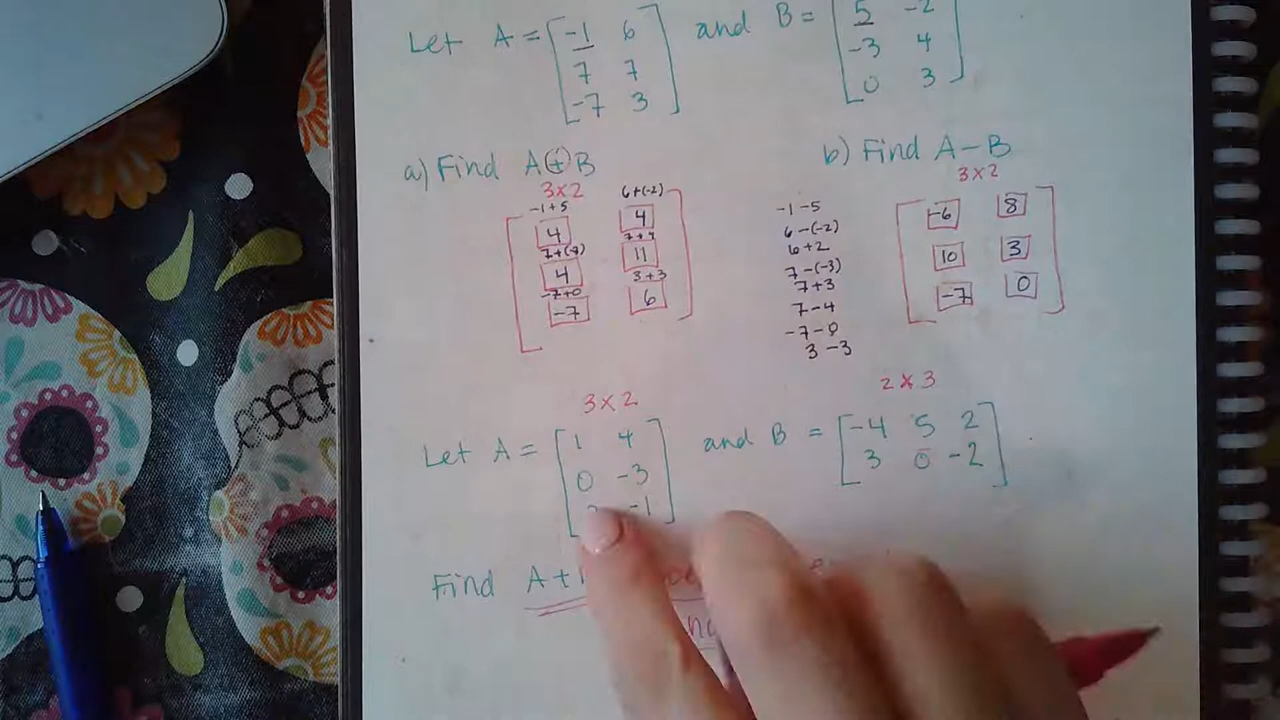 Let A = [-1 6 and B = [5 -2
7 7 -3 4
-7 3] 0 3]
a) Find A+B b) Find A-B
3x2 3x2
-1+5 6+(-2) -1-5
4 4 6-(-2) -6 8
7+(-7) 7+4 6+2
4 11 7-(-3) 10 3
-7+0 3+3 7+3
-7 6 7-4 -7 0
-7-0
3-3
3x2 2x3
Let A = [1 4 and B = [-4 5 2
0 -3 3 0 -2]
-1]
Find A+